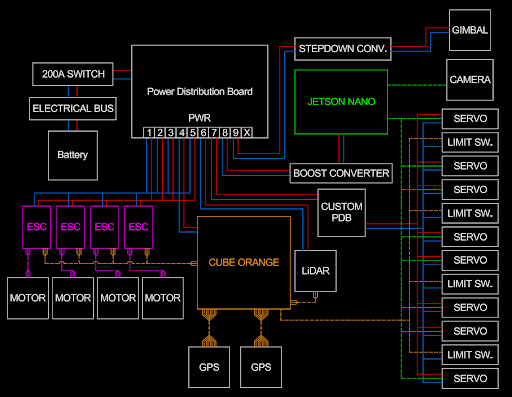 GIMBAL
STEPDOWN CONV.
200A SWITCH
CAMERA
Power Distribution Board
JETSON NANO
ELECTRICAL BUS
PWR
SERVO
1 2 3 4 5 6 7 8 9 X
LIMIT SW.
Battery
SERVO
BOOST CONVERTER
SERVO
CUSTOM
PDB
LIMIT SW.
ESC ESC ESC ESC
SERVO
CUBE ORANGE
SERVO
LiDAR
LIMIT SW.
MOTOR MOTOR MOTOR MOTOR
SERVO
SERVO
LIMIT SW.
GPS GPS
SERVO